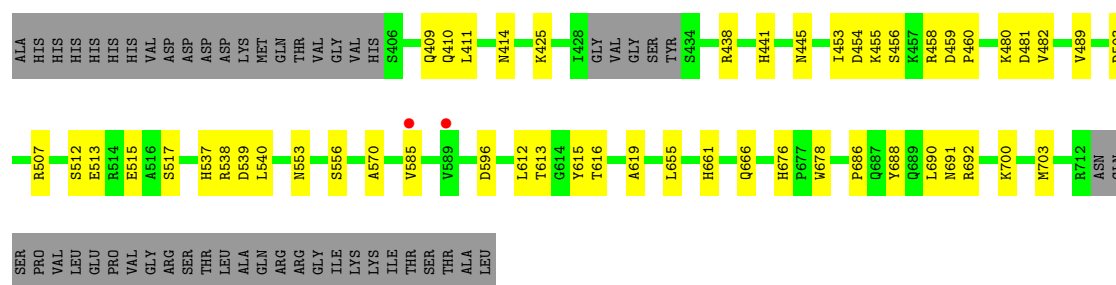 ALA HIS HIS HIS HIS HIS HIS HIS VAL ASP ASP ASP ASP LYS MET GLN THR VAL GLY VAL HIS S406 Q409 Q410 L411 N414 K425 I428 GLY VAL GLY SER TYR S434 R438 H441 N445 I453 D454 K455 S456 K457 R458 D459 P460 K480 D481 V482 V489
R507 S512 E513 R514 E515 A516 S517 H537 R538 D539 L540 N553 S556 A570 V585 V589 D596 L612 T613 G614 Y615 T616 A619 L655 H661 Q666 H676 P677 W678 P686 Q687 Y688 Q689 L690 N691 R692 K700 M703 R712 ASN
SER PRO VAL LEU GLU PRO VAL GLY ARG SER THR LEU ALA GLN ARG ARG GLY ILE LYS LYS ILE THR SER THR ALA LEU